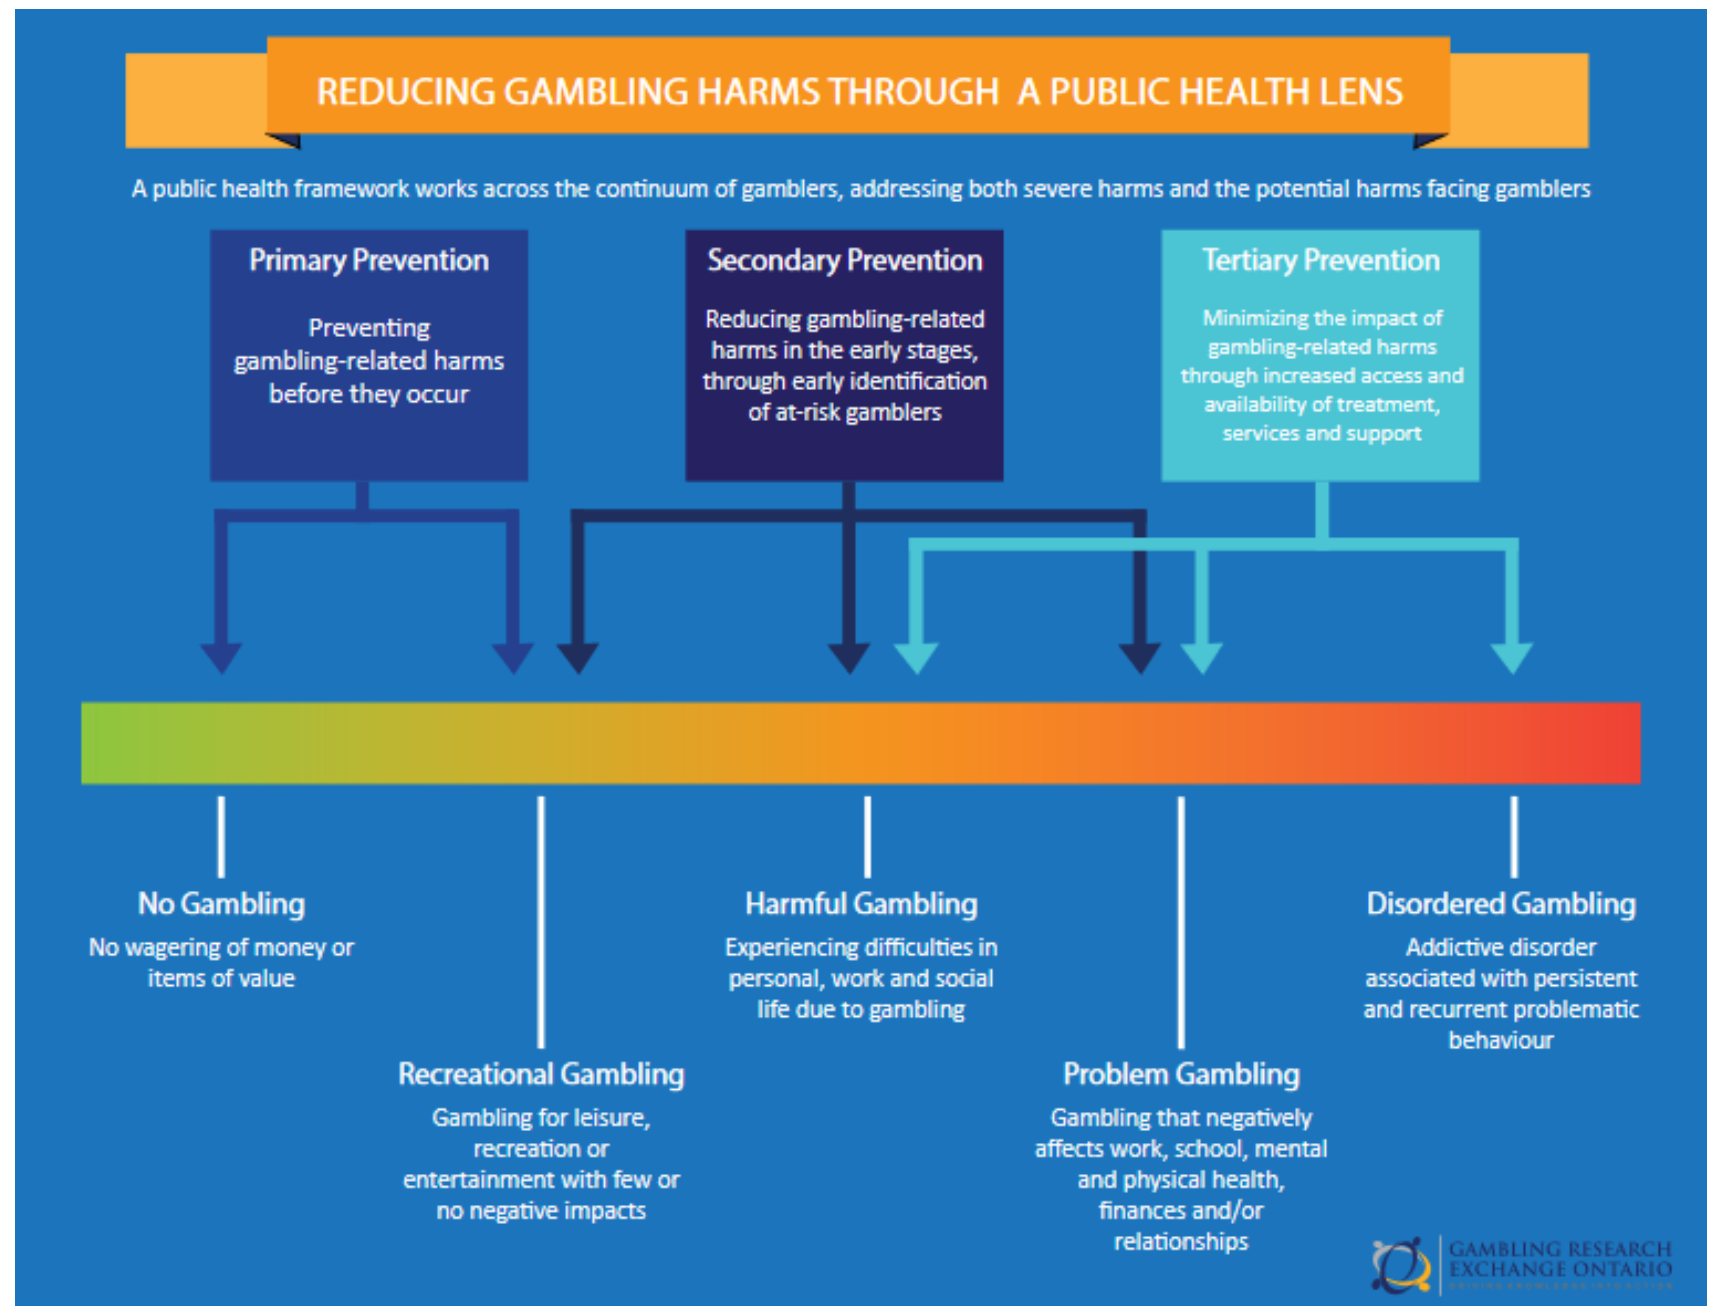 REDUCING GAMBLING HARMS THROUGH A PUBLIC HEALTH LENS
A public health framework works across the continuum of gamblers, addressing both severe harms and the potential harms facing gamblers
Primary Prevention
Preventing
gambling-related harms
before they occur
Secondary Prevention
Reducing gambling-related
harms in the early stages,
through early identification
of at-risk gamblers
Tertiary Prevention
Minimizing the impact of
gambling-related harms
through increased access and
availability of treatment,
services and support
No Gambling
No wagering of money or
items of value
Recreational Gambling
Gambling for leisure,
recreation or
entertainment with few or
no negative impacts
Harmful Gambling
Experiencing difficulties in
personal, work and social
life due to gambling
Problem Gambling
Gambling that negatively
affects work, school, mental
and physical health,
finances and/or
relationships
Disordered Gambling
Addictive disorder
associated with persistent
and recurrent problematic
behaviour
GAMBLING RESEARCH
EXCHANGE ONTARIO